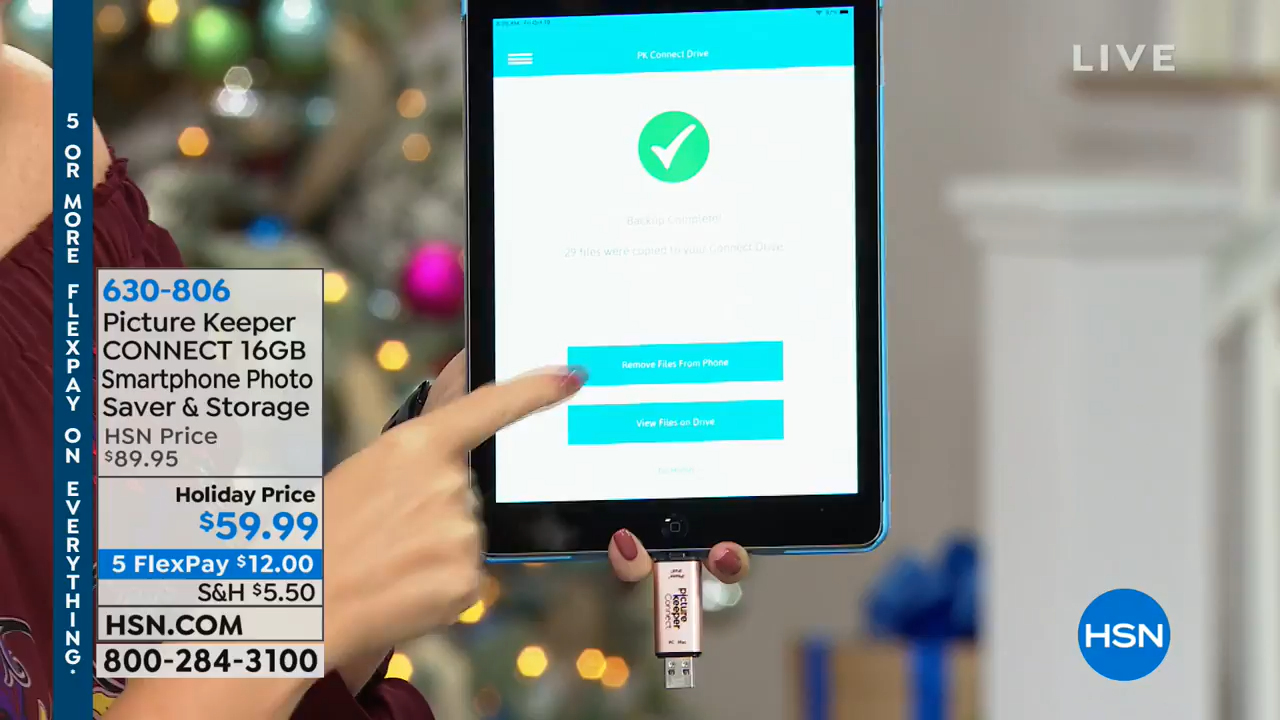 5 OR MORE FLEXPAY ON EVERYTHING.
630-806
Picture Keeper
CONNECT 16GB
Smartphone Photo
Saver & Storage
HSN Price
$89.95
Holiday Price
$59.99
5 FlexPay $12.00
S&H $5.50
HSN.COM
800-284-3100
PK Connect Drive
Backup Complete!
29 files were copied to your Connect Drive
Remove Files From Phone
View Files on Drive
picture
keeper
Connect
PC
Mac
LIVE
HSN